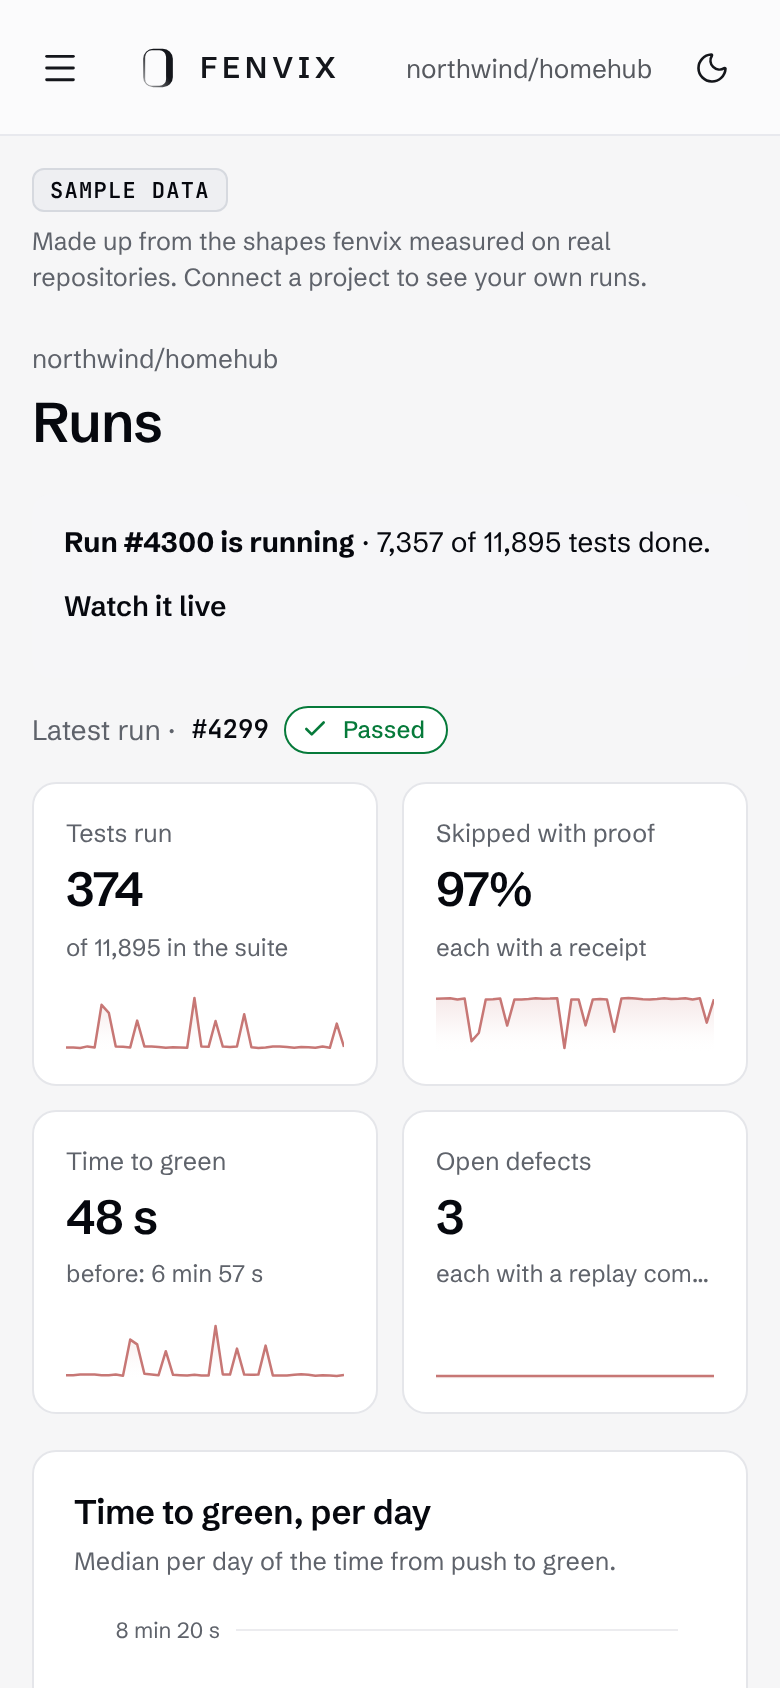 FENVIX
northwind/homehub
SAMPLE DATA
Made up from the shapes fenvix measured on real
repositories. Connect a project to see your own runs.
northwind/homehub
Runs
Run #4300 is running · 7,357 of 11,895 tests done.
Watch it live
Latest run · #4299 Passed
Tests run
374
of 11,895 in the suite
Skipped with proof
97%
each with a receipt
Time to green
48 s
before: 6 min 57 s
Open defects
3
each with a replay com…
Time to green, per day
Median per day of the time from push to green.
8 min 20 s